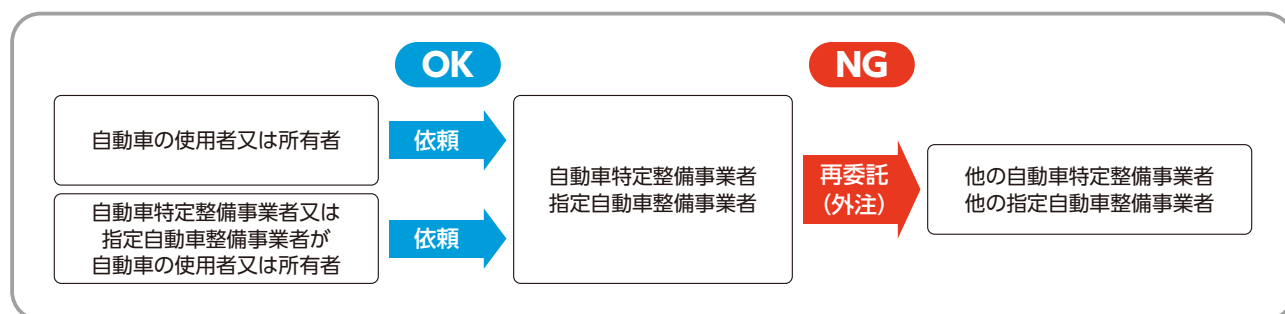 OK
NG
自動車の使用者又は所有者
依頼
自動車特定整備事業者又は
指定自動車整備事業者が
自動車の使用者又は所有者
依頼
自動車特定整備事業者
指定自動車整備事業者
再委託
（外注）
他の自動車特定整備事業者
他の指定自動車整備事業者